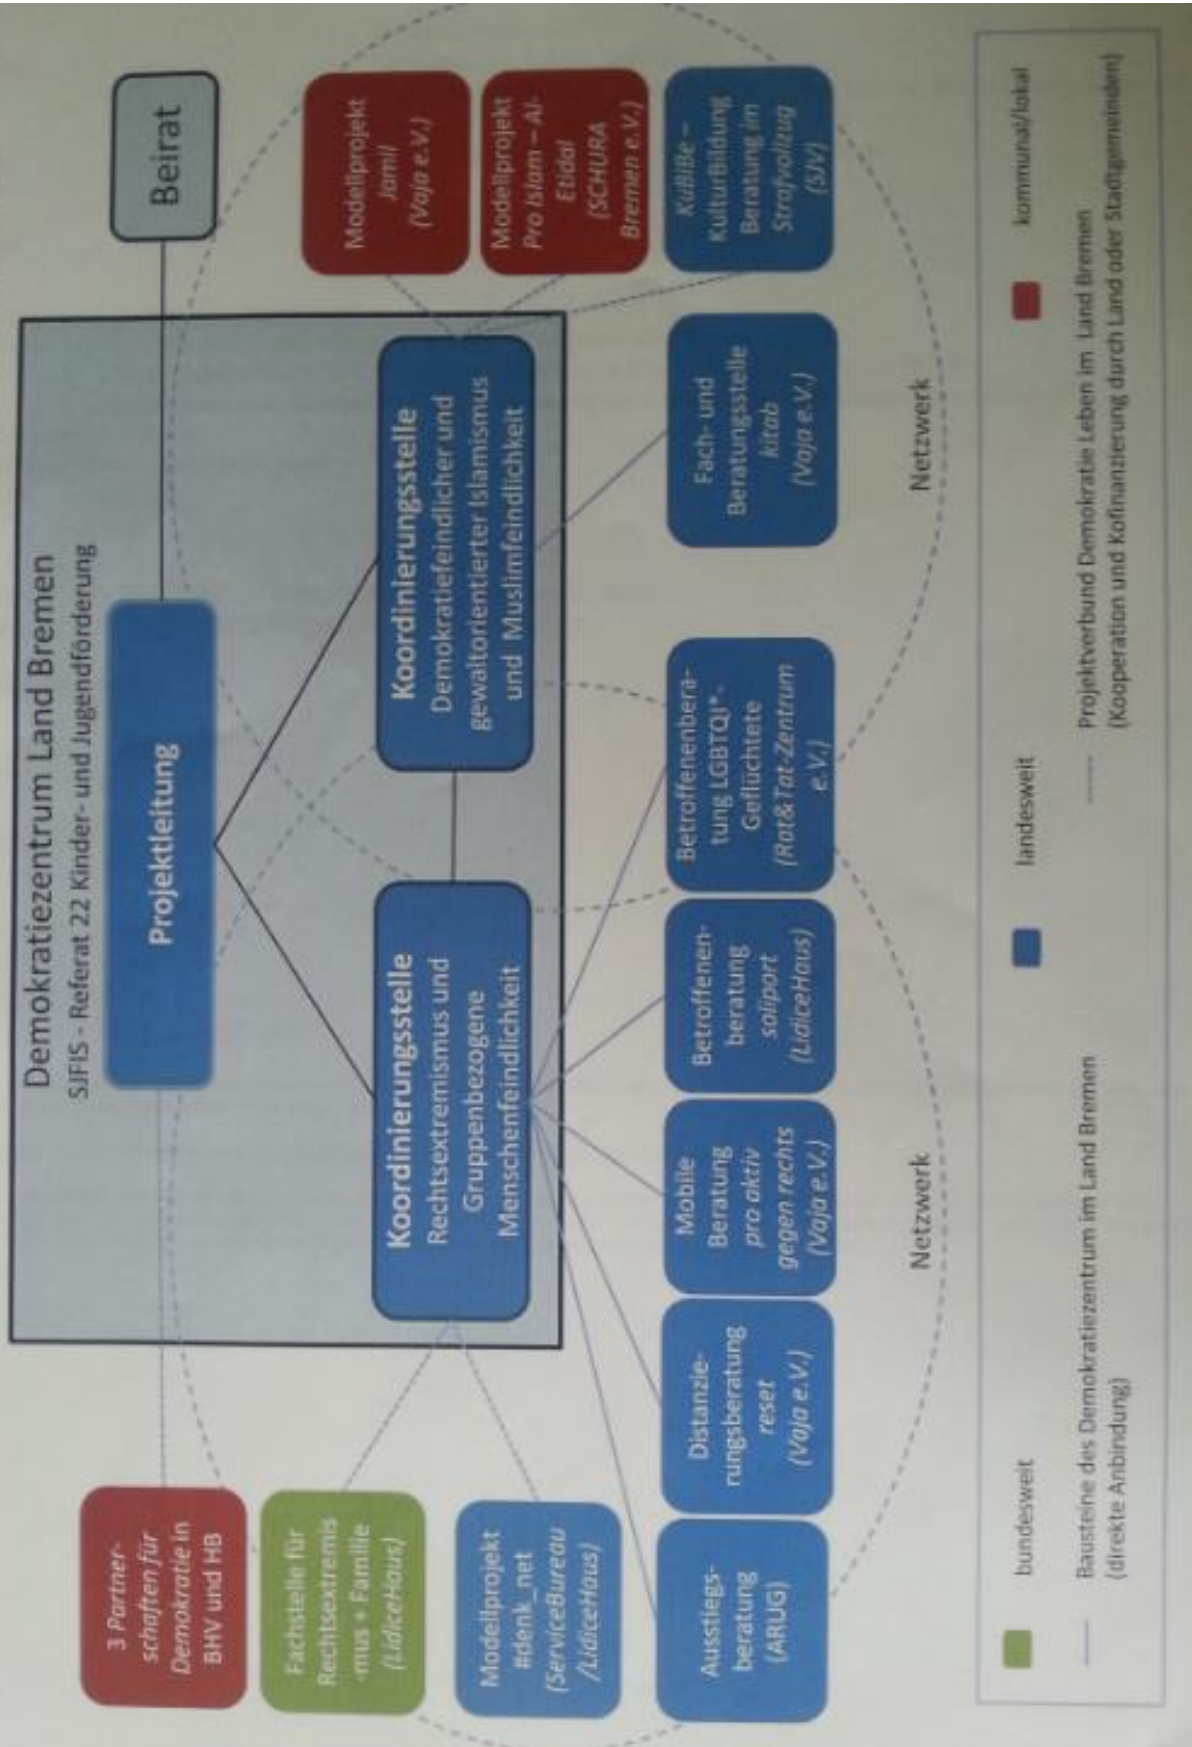 Demokratiezentrum Land Bremen
SJFIS - Referat 22 Kinder- und Jugendförderung
Projektleitung
Beirat
3 Partner-
schaften für
Demokratie in
BHV und HB
Fachstelle für
Rechtsextremis
-mus + Familie
(LidiceHaus)
Modellprojekt
#denk_net
(ServiceBureau
/LidiceHaus)
Koordinierungsstelle
Rechtsextremismus und
Gruppenbezogene
Menschenfeindlichkeit
Koordinierungsstelle
Demokratiefeindlicher und
gewaltorientierter Islamismus
und Muslimfeindlichkeit
Modellprojekt
Jamil
(Vaja e.V.)
Modellprojekt
Pro Islam – Al-
Etidal
(SCHURA
Bremen e.V.)
KuBiBe –
KulturBildung
Beratung im
Strafvollzug
(SJV)
Ausstiegs-
beratung
(ARUG)
Distanzie-
rungsberatung
reset
(Vaja e.V.)
Mobile
Beratung
pro aktiv
gegen rechts
(Vaja e.V.)
Betroffenen-
beratung
soliport
(LidiceHaus)
Betroffenenbera-
tung LGBTQI*-
Geflüchtete
(Rat&Tat-Zentrum
e.V.)
Fach- und
Beratungsstelle
kitab
(Vaja e.V.)
Netzwerk
Netzwerk
bundesweit
landesweit
kommunal/lokal
Bausteine des Demokratiezentrum im Land Bremen
(direkte Anbindung)
Projektverbund Demokratie Leben im Land Bremen
(Kooperation und Kofinanzierung durch Land oder Stadtgemeinden)